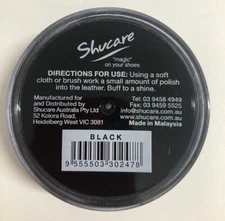 Shucare
"magic"
on your shoes
DIRECTIONS FOR USE: Using a soft
cloth or brush work a small amount of polish
into the leather. Buff to a shine.
Manufactured for
and Distributed by
Shucare Australia Pty Ltd
52 Kolora Road,
Heidelberg West VIC 3081
Tel 03 9458 4949
Fax 03 9459 5525
info@shucare.com.au
www.shucare.com.au
Made in Malaysia
BLACK
9 555503 302478